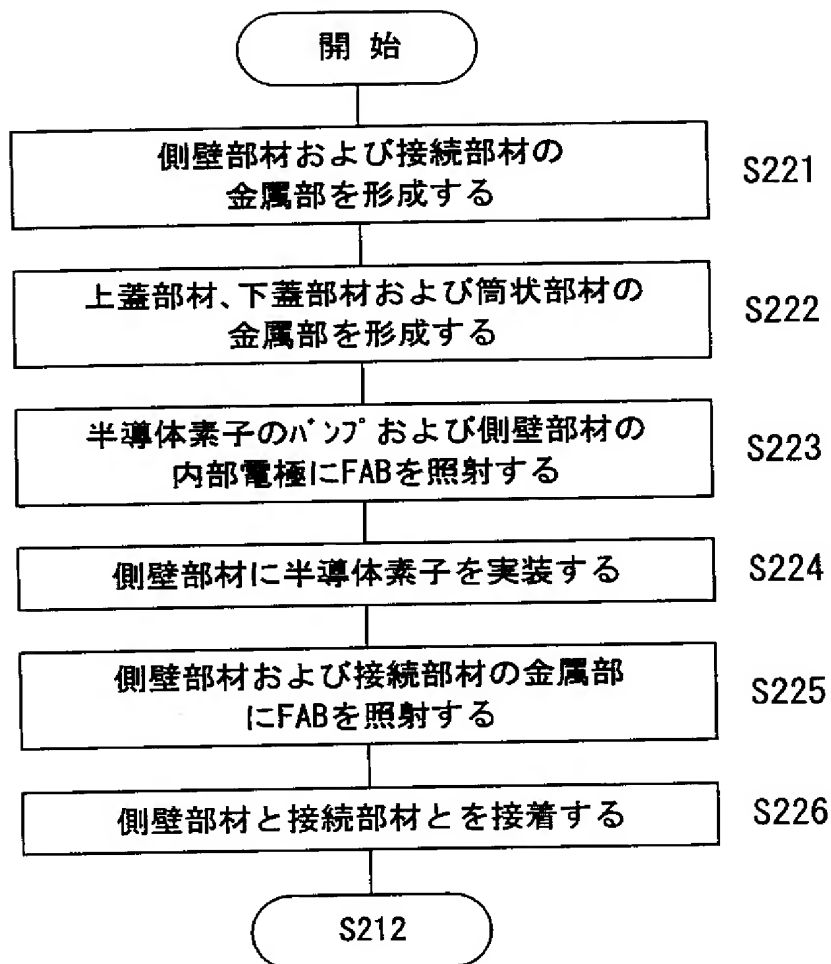 開始
側壁部材および接続部材の
金属部を形成する
S221
上蓋部材、下蓋部材および筒状部材の
金属部を形成する
S222
半導体素子のバンプおよび側壁部材の
内部電極にFABを照射する
S223
側壁部材に半導体素子を実装する
S224
側壁部材および接続部材の金属部
にFABを照射する
S225
側壁部材と接続部材とを接着する
S226
S212